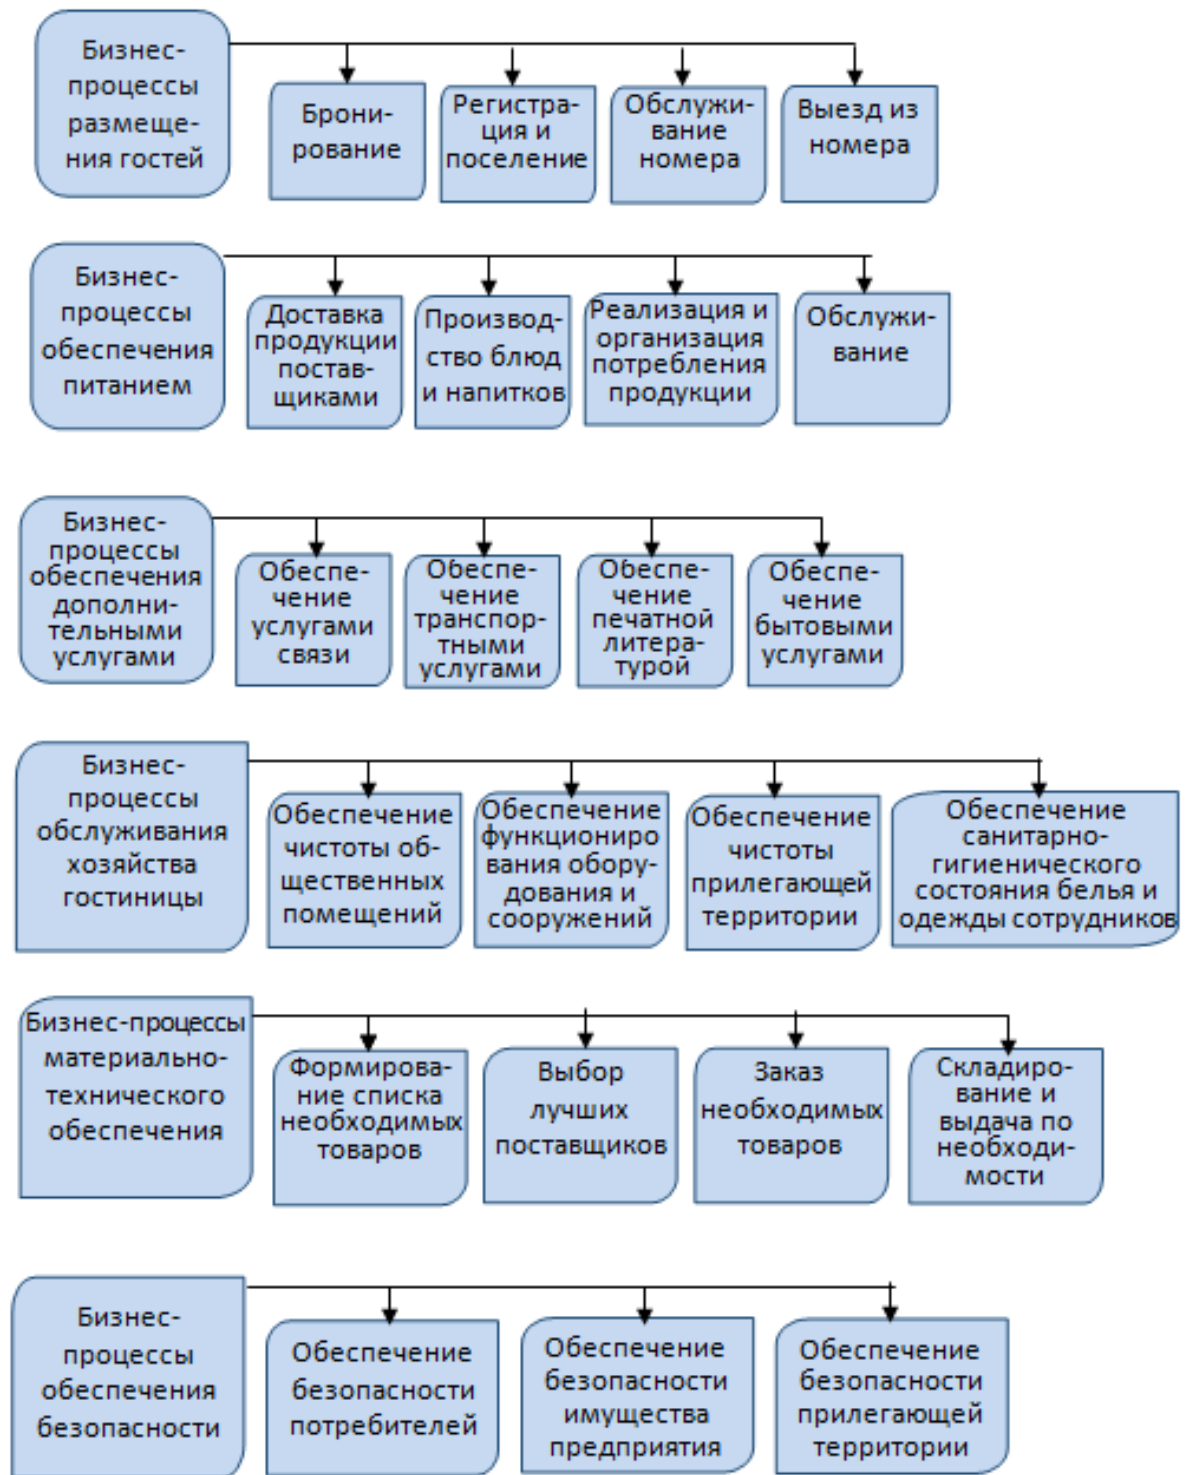 Бизнес-
процессы
размеще-
ния гостей
Брони-
рование
Регистра-
ция и
поселение
Обслужи-
вание
номера
Выезд из
номера
Бизнес-
процессы
обеспечения
питанием
Доставка
продукции
постав-
щиками
Производ-
ство блюд
и напитков
Реализация и
организация
потребления
продукции
Обслужи-
вание
Бизнес-
процессы
обеспечения
дополни-
тельными
услугами
Обеспе-
чение
услугами
связи
Обеспе-
чение
транспор-
тными
услугами
Обеспе-
чение
печатной
литера-
турой
Обеспе-
чение
бытовыми
услугами
Бизнес-
процессы
обслуживания
хозяйства
гостиницы
Обеспечение
чистоты об-
щественных
помещений
Обеспечение
функциониро
вания обору-
дования и
сооружений
Обеспечение
чистоты
прилегающей
территории
Обеспечение
санитарно-
гигиенического
состояния белья и
одежды сотрудников
Бизнес-процессы
материально-
технического
обеспечения
Формирова-
ние списка
необходимых
товаров
Выбор
лучших
поставщиков
Заказ
необходимых
товаров
Складиро-
вание и
выдача по
необходи-
мости
Бизнес-
процессы
обеспечения
безопасности
Обеспечение
безопасности
потребителей
Обеспечение
безопасности
имущества
предприятия
Обеспечение
безопасности
прилегающей
территории